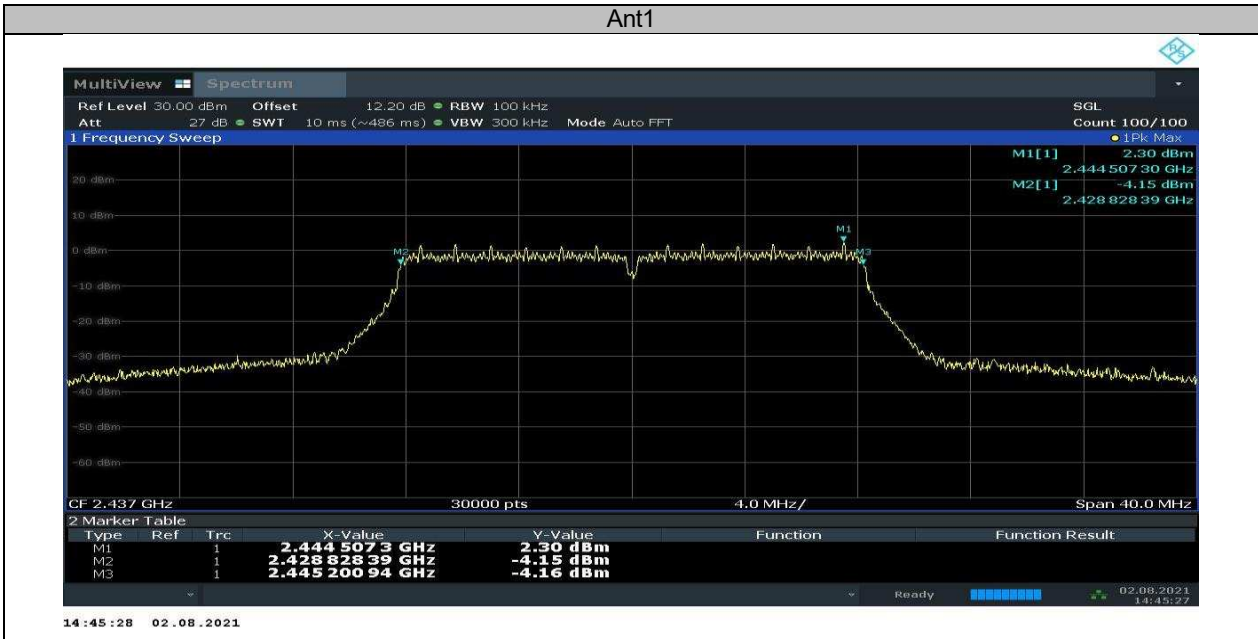 Ant1
R/S
MultiView Spectrum
Ref Level 30.00 dBm Offset 12.20 dB RBW 100 kHz SGL
Att 27 dB SWT 10 ms (~486 ms) VBW 300 kHz Mode Auto FFT Count 100/100
1 Frequency Sweep 1Pk Max
M1[1] 2.30 dBm
2.444 507 30 GHz
20 dBm
M2[1] -4.15 dBm
2.428 828 39 GHz
10 dBm
M1
0 dBm
M2
M3
-10 dBm
-20 dBm
-30 dBm
-40 dBm
-50 dBm
-60 dBm
CF 2.437 GHz 30000 pts 4.0 MHz/ Span 40.0 MHz
2 Marker Table
Type Ref Trc X-Value Y-Value Function Function Result
M1 1 2.444 507 3 GHz 2.30 dBm
M2 1 2.428 828 39 GHz -4.15 dBm
M3 1 2.445 200 94 GHz -4.16 dBm
Ready 02.08.2021
14:45:27
14:45:28 02.08.2021